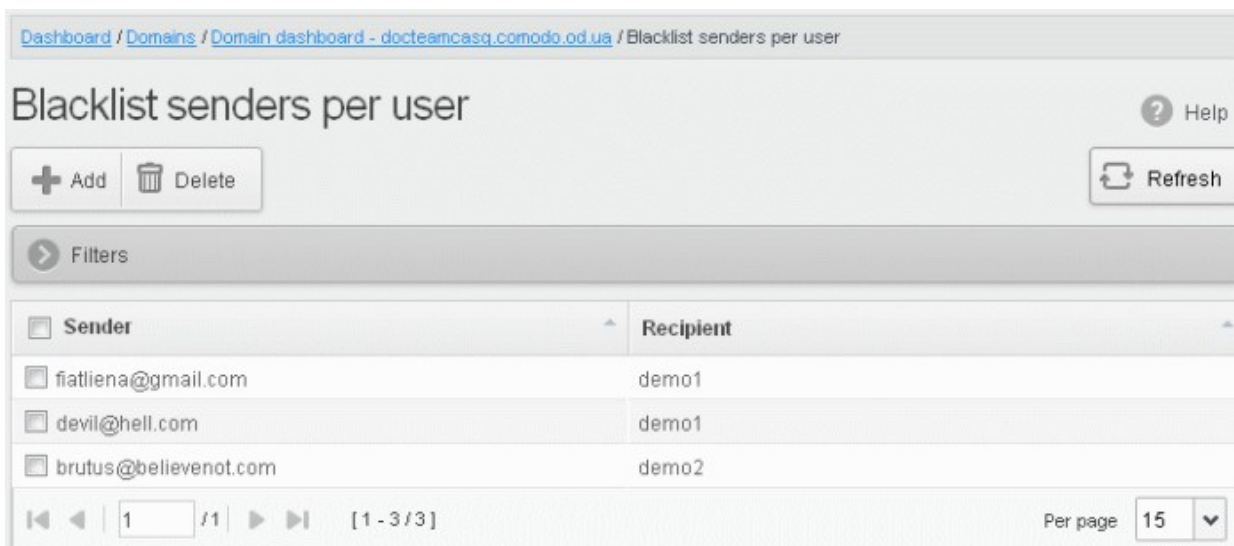 Dashboard / Domains / Domain dashboard - docteamcasg.comodo.od.ua / Blacklist senders per user
Blacklist senders per user
Help
Add
Delete
Refresh
Filters
Sender
Recipient
fiatliena@gmail.com
demo1
devil@hell.com
demo1
brutus@believenot.com
demo2
1 /1 [1 - 3 / 3]
Per page 15